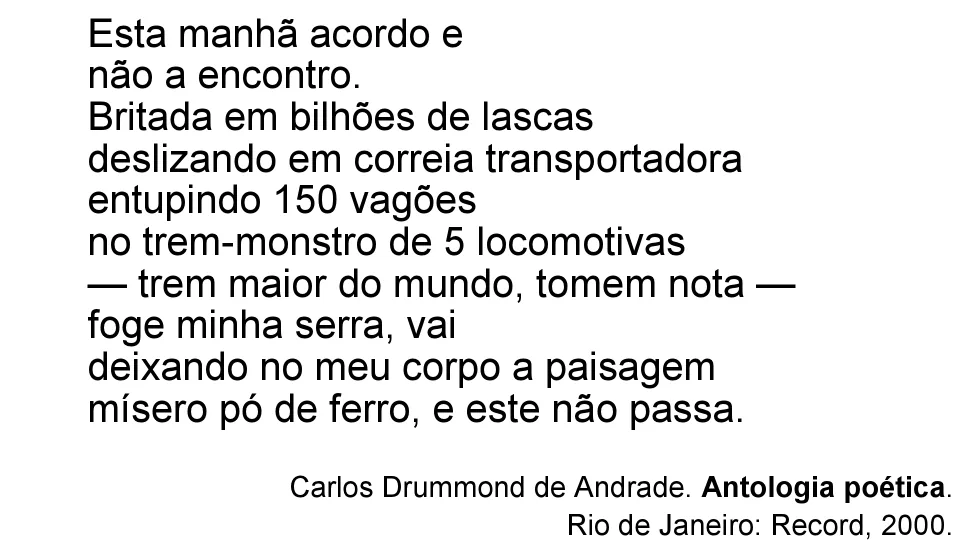 Esta manhã acordo e
não a encontro.
Britada em bilhões de lascas
deslizando em correia transportadora
entupindo 150 vagões
no trem-monstro de 5 locomotivas
— trem maior do mundo, tomem nota —
foge minha serra, vai
deixando no meu corpo a paisagem
mísero pó de ferro, e este não passa.
Carlos Drummond de Andrade. Antologia poética.
Rio de Janeiro: Record, 2000.